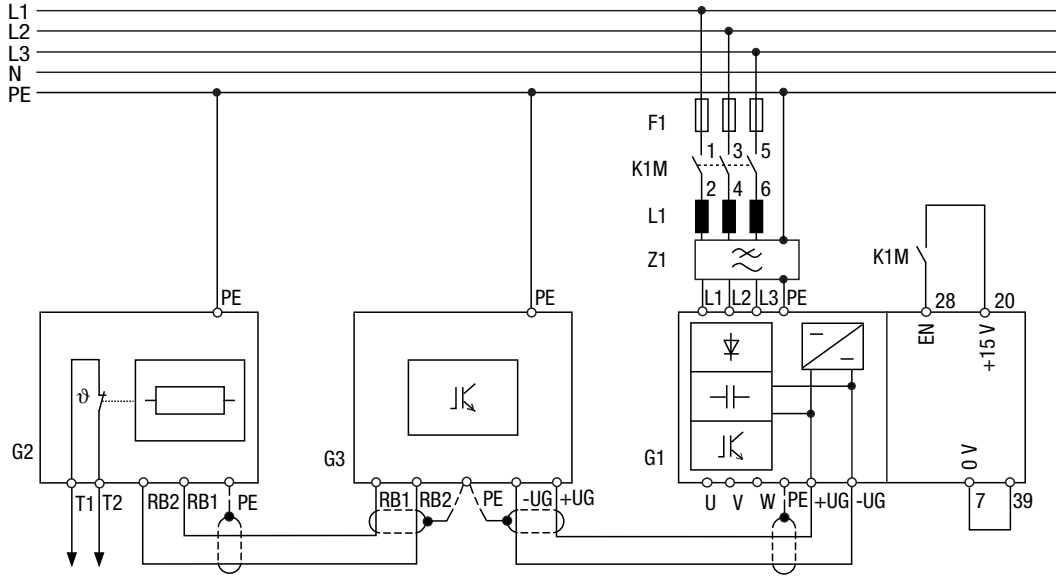 L1
L2
L3
N
PE
F1
1 3 5
K1M
2 4 6
L1
Z1
K1M
L1 L2 L3 PE
28 20
PE
PE
EN
+15 V
ϑ
G2
G3
G1
0 V
T1 T2 RB2 RB1 PE
RB1 RB2 PE -UG +UG
U V W PE +UG -UG
7 39